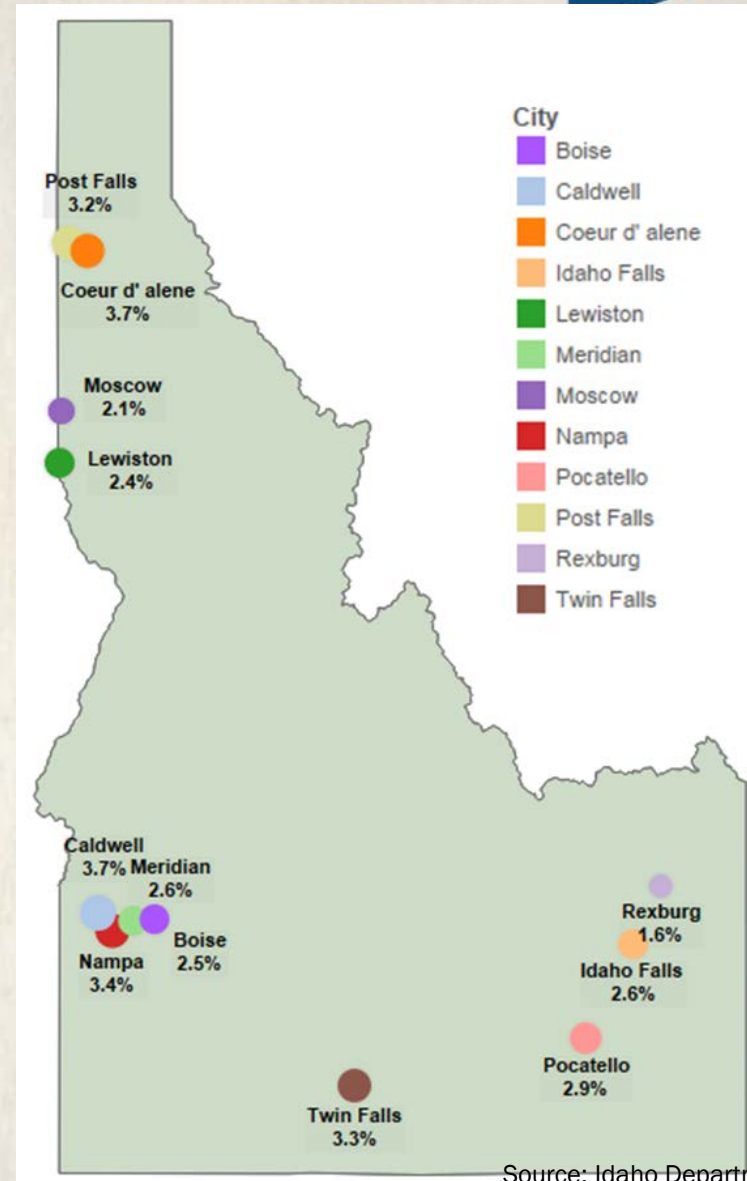 City
Boise
Caldwell
Coeur d' alene
Idaho Falls
Lewiston
Meridian
Moscow
Nampa
Pocatello
Post Falls
Rexburg
Twin Falls
Post Falls
3.2%
Coeur d' alene
3.7%
Moscow
2.1%
Lewiston
2.4%
Caldwell
3.7%
Meridian
2.6%
Boise
2.5%
Nampa
3.4%
Rexburg
1.6%
Idaho Falls
2.6%
Pocatello
2.9%
Twin Falls
3.3%
Source: Idaho Departm